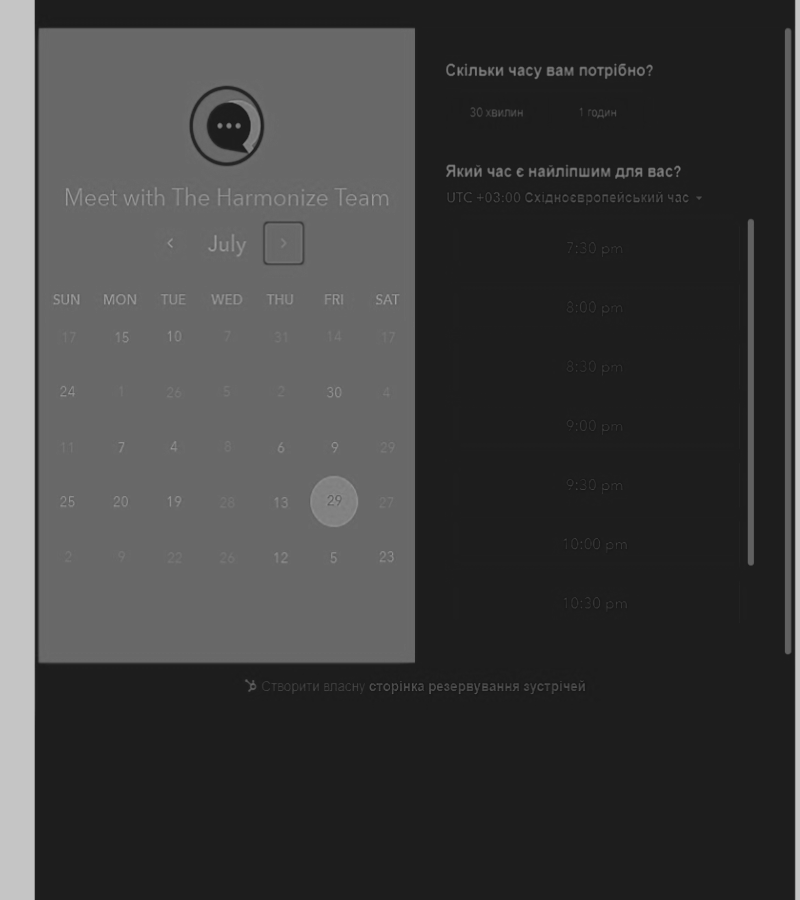 Meet with The Harmonize Team
July
SUN MON TUE WED THU FRI SAT
17 15 10 7 31 14 17
24 1 26 5 2 30 4
11 7 4 8 6 9 29
25 20 19 28 13 29 27
2 9 22 26 12 5 23
Скільки часу вам потрібно?
30 хвилин 1 годин
Який час є найліпшим для вас?
UTC +03:00 Східноєвропейський час
7:30 pm
8:00 pm
8:30 pm
9:00 pm
9:30 pm
10:00 pm
10:30 pm
Створити власну сторінка резервування зустрічей